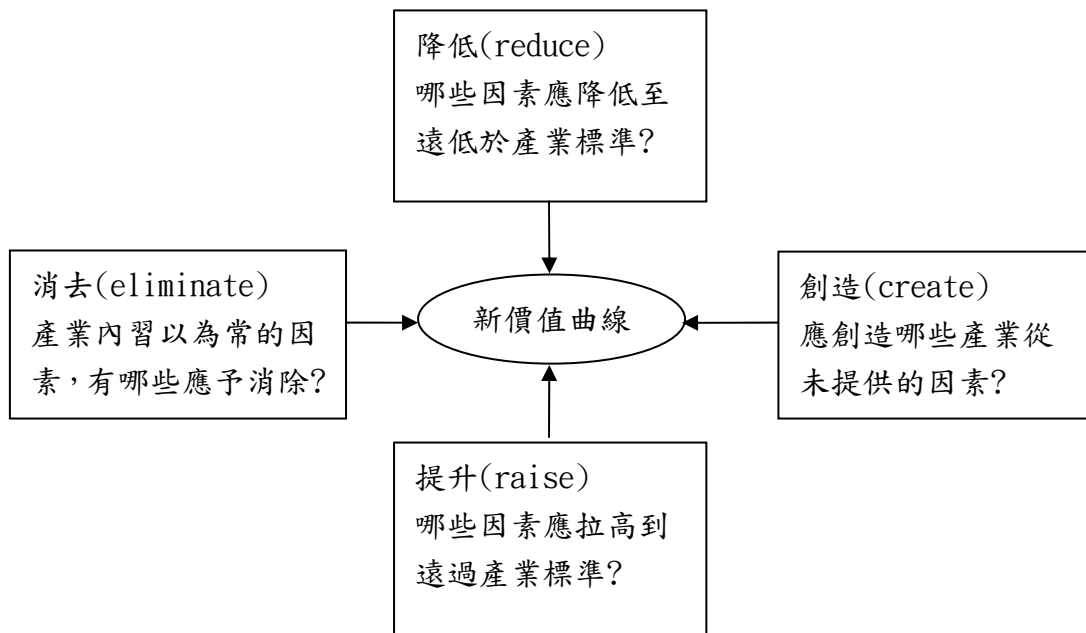 降低(reduce)
哪些因素應降低至
遠低於產業標準?
消去(eliminate)
產業內習以為常的因
素,有哪些應予消除?
新價值曲線
創造(create)
應創造哪些產業從
未提供的因素?
提升(raise)
哪些因素應拉高到
遠過產業標準?